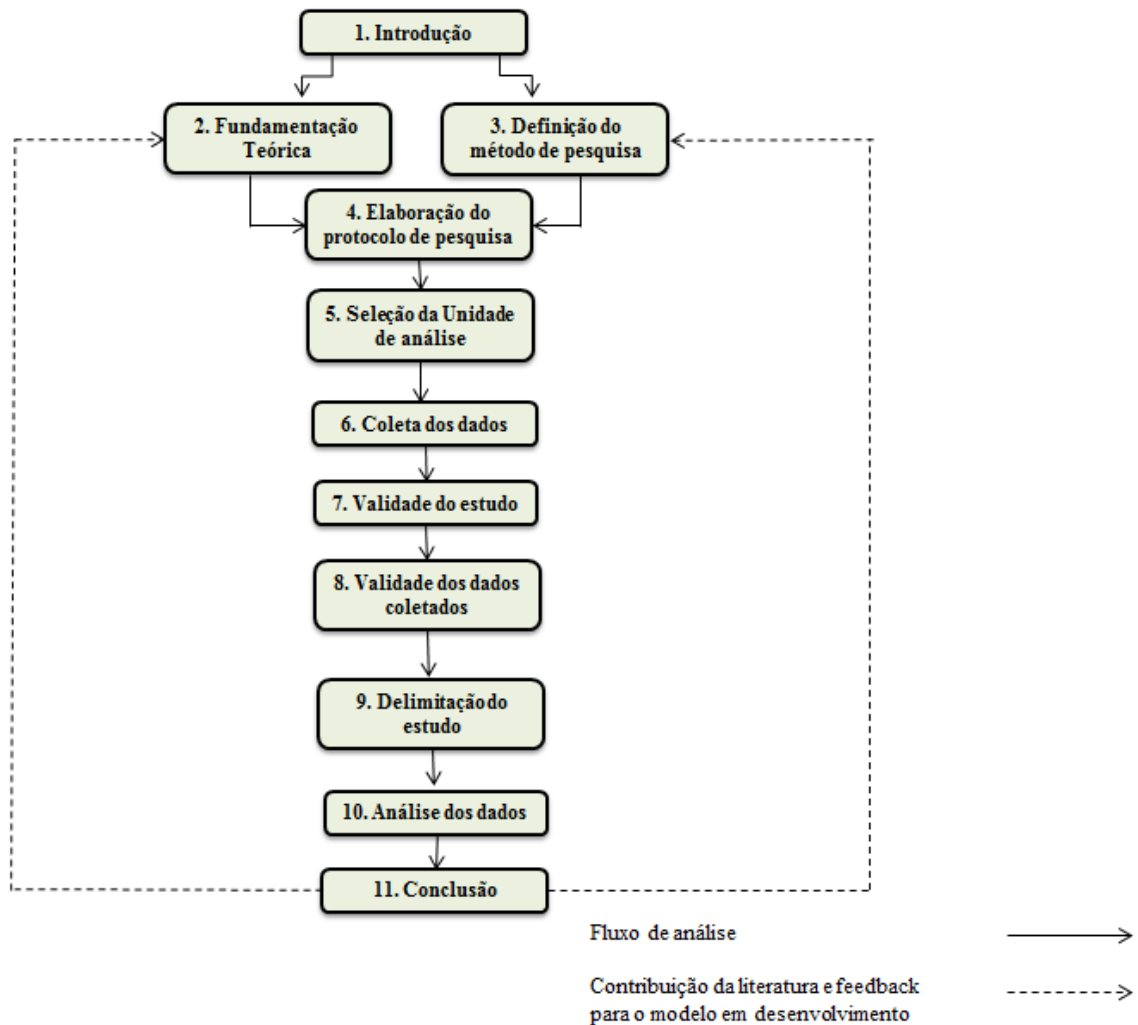 1. Introdução
2. Fundamentação
Teórica
3. Definição do
método de pesquisa
4. Elaboração do
protocolo de pesquisa
5. Seleção da Unidade
de análise
6. Coleta dos dados
7. Validade do estudo
8. Validade dos dados
coletados
9. Delimitação do
estudo
10. Análise dos dados
11. Conclusão
Fluxo de análise
Contribuição da literatura e feedback
para o modelo em desenvolvimento